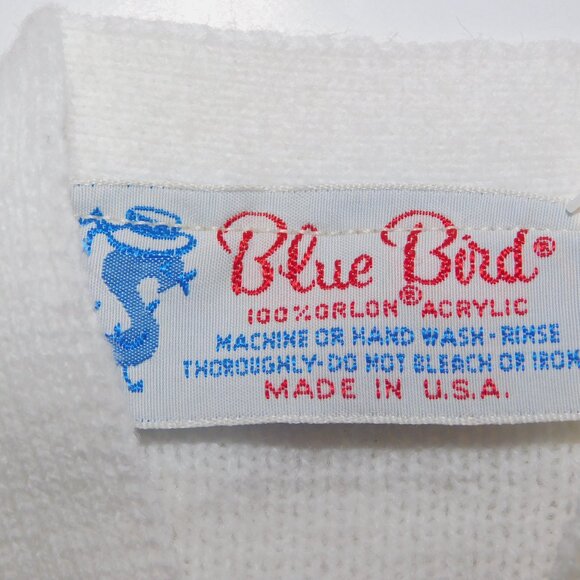 Blue Bird®
100% ORLON® ACRYLIC
MACHINE OR HAND WASH - RINSE
THOROUGHLY - DO NOT BLEACH OR IRON
MADE IN U.S.A.